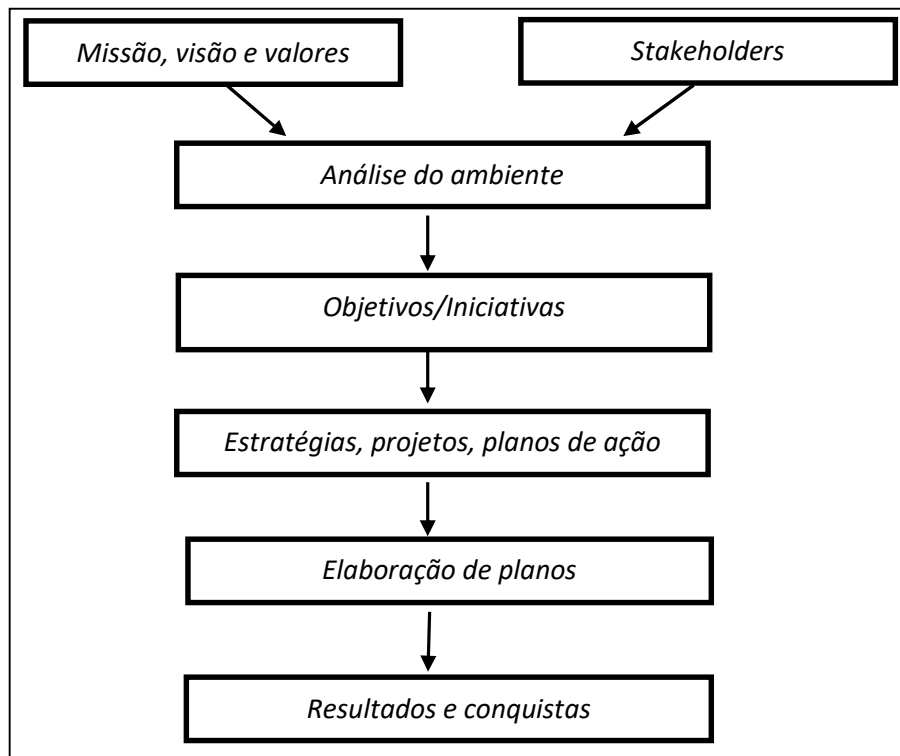 Missão, visão e valores
Stakeholders
Análise do ambiente
Objetivos/Iniciativas
Estratégias, projetos, planos de ação
Elaboração de planos
Resultados e conquistas